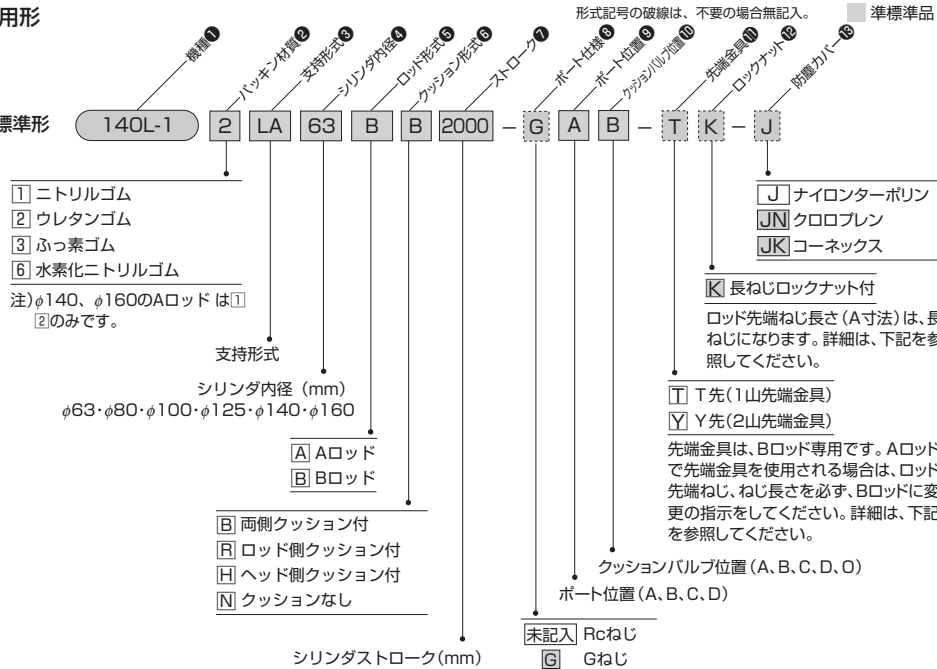 用形
形式記号の破線は、不要の場合無記入。
準標準品
機種❶
パッキン材質❷
支持形式❸
シリンダ内径❹
ロッド形式❺
クッション形式❻
ストローク❼
ポート仕様❽
ポート位置❾
クッションバルブ位置❿
先端金具⓫
ロックナット⓬
防塵カバー⓭
標準形 140L-1 2 LA 63 B B 2000 − G A B − T K − J
1 ニトリルゴム
2 ウレタンゴム
3 ふっ素ゴム
6 水素化ニトリルゴム
注)φ140、φ160のAロッド は1
2のみです。
支持形式
シリンダ内径(mm)
φ63・φ80・φ100・φ125・φ140・φ160
A Aロッド
B Bロッド
B 両側クッション付
R ロッド側クッション付
H ヘッド側クッション付
N クッションなし
シリンダストローク(mm)
未記入 Rcねじ
G Gねじ
ポート位置(A、B、C、D)
クッションバルブ位置(A、B、C、D、O)
T T先(1山先端金具)
Y Y先(2山先端金具)
先端金具は、Bロッド専用です。Aロッド
で先端金具を使用される場合は、ロッド
先端ねじ、ねじ長さを必ず、Bロッドに変
更の指示をしてください。詳細は、下記
を参照してください。
K 長ねじロックナット付
ロッド先端ねじ長さ(A寸法)は、長
ねじになります。詳細は、下記を参
照してください。
J ナイロンターポリン
JN クロロプレン
JK コーネックス